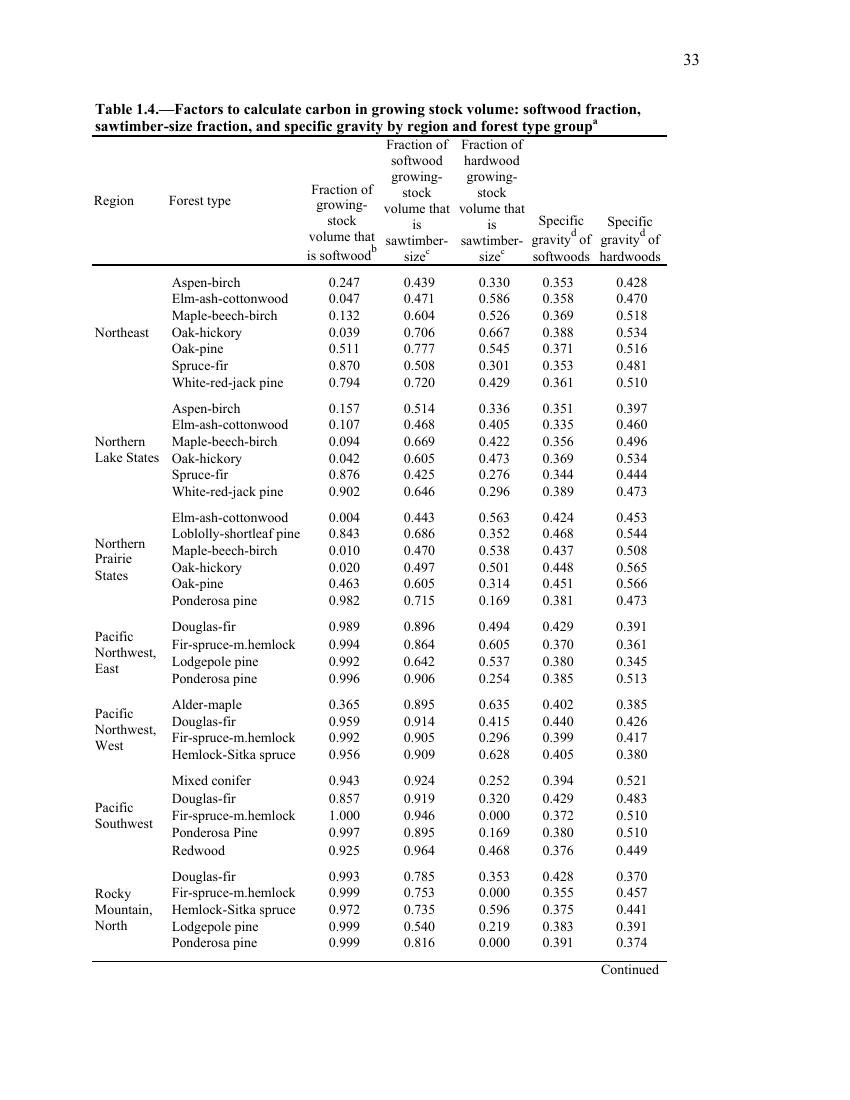 33
Table 1.4.—Factors to calculate carbon in growing stock volume: softwood fraction,
sawtimber-size fraction, and specific gravity by region and forest type group^a
Region Forest type Fraction of growing-stock volume that is softwood^b Fraction of softwood growing-stock volume that is sawtimber-size^c Fraction of hardwood growing-stock volume that is sawtimber-size^c Specific gravity^d of softwoods Specific gravity^d of hardwoods
Northeast
Aspen-birch 0.247 0.439 0.330 0.353 0.428
Elm-ash-cottonwood 0.047 0.471 0.586 0.358 0.470
Maple-beech-birch 0.132 0.604 0.526 0.369 0.518
Oak-hickory 0.039 0.706 0.667 0.388 0.534
Oak-pine 0.511 0.777 0.545 0.371 0.516
Spruce-fir 0.870 0.508 0.301 0.353 0.481
White-red-jack pine 0.794 0.720 0.429 0.361 0.510
Northern
Lake States
Aspen-birch 0.157 0.514 0.336 0.351 0.397
Elm-ash-cottonwood 0.107 0.468 0.405 0.335 0.460
Maple-beech-birch 0.094 0.669 0.422 0.356 0.496
Oak-hickory 0.042 0.605 0.473 0.369 0.534
Spruce-fir 0.876 0.425 0.276 0.344 0.444
White-red-jack pine 0.902 0.646 0.296 0.389 0.473
Northern
Prairie
States
Elm-ash-cottonwood 0.004 0.443 0.563 0.424 0.453
Loblolly-shortleaf pine 0.843 0.686 0.352 0.468 0.544
Maple-beech-birch 0.010 0.470 0.538 0.437 0.508
Oak-hickory 0.020 0.497 0.501 0.448 0.565
Oak-pine 0.463 0.605 0.314 0.451 0.566
Ponderosa pine 0.982 0.715 0.169 0.381 0.473
Pacific
Northwest,
East
Douglas-fir 0.989 0.896 0.494 0.429 0.391
Fir-spruce-m.hemlock 0.994 0.864 0.605 0.370 0.361
Lodgepole pine 0.992 0.642 0.537 0.380 0.345
Ponderosa pine 0.996 0.906 0.254 0.385 0.513
Pacific
Northwest,
West
Alder-maple 0.365 0.895 0.635 0.402 0.385
Douglas-fir 0.959 0.914 0.415 0.440 0.426
Fir-spruce-m.hemlock 0.992 0.905 0.296 0.399 0.417
Hemlock-Sitka spruce 0.956 0.909 0.628 0.405 0.380
Pacific
Southwest
Mixed conifer 0.943 0.924 0.252 0.394 0.521
Douglas-fir 0.857 0.919 0.320 0.429 0.483
Fir-spruce-m.hemlock 1.000 0.946 0.000 0.372 0.510
Ponderosa Pine 0.997 0.895 0.169 0.380 0.510
Redwood 0.925 0.964 0.468 0.376 0.449
Rocky
Mountain,
North
Douglas-fir 0.993 0.785 0.353 0.428 0.370
Fir-spruce-m.hemlock 0.999 0.753 0.000 0.355 0.457
Hemlock-Sitka spruce 0.972 0.735 0.596 0.375 0.441
Lodgepole pine 0.999 0.540 0.219 0.383 0.391
Ponderosa pine 0.999 0.816 0.000 0.391 0.374
Continued